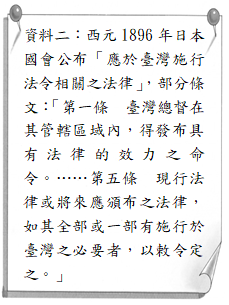 資料二：西元 1896 年日本
國會公布「應於臺灣施行
法令相關之法律」，部分條
文：「第一條　臺灣總督在
其管轄區域內，得發布具
有法律的效力之命
令。……第五條　現行法
律或將來應頒布之法律，
如其全部或一部有施行於
臺灣之必要者，以敕令定
之。」